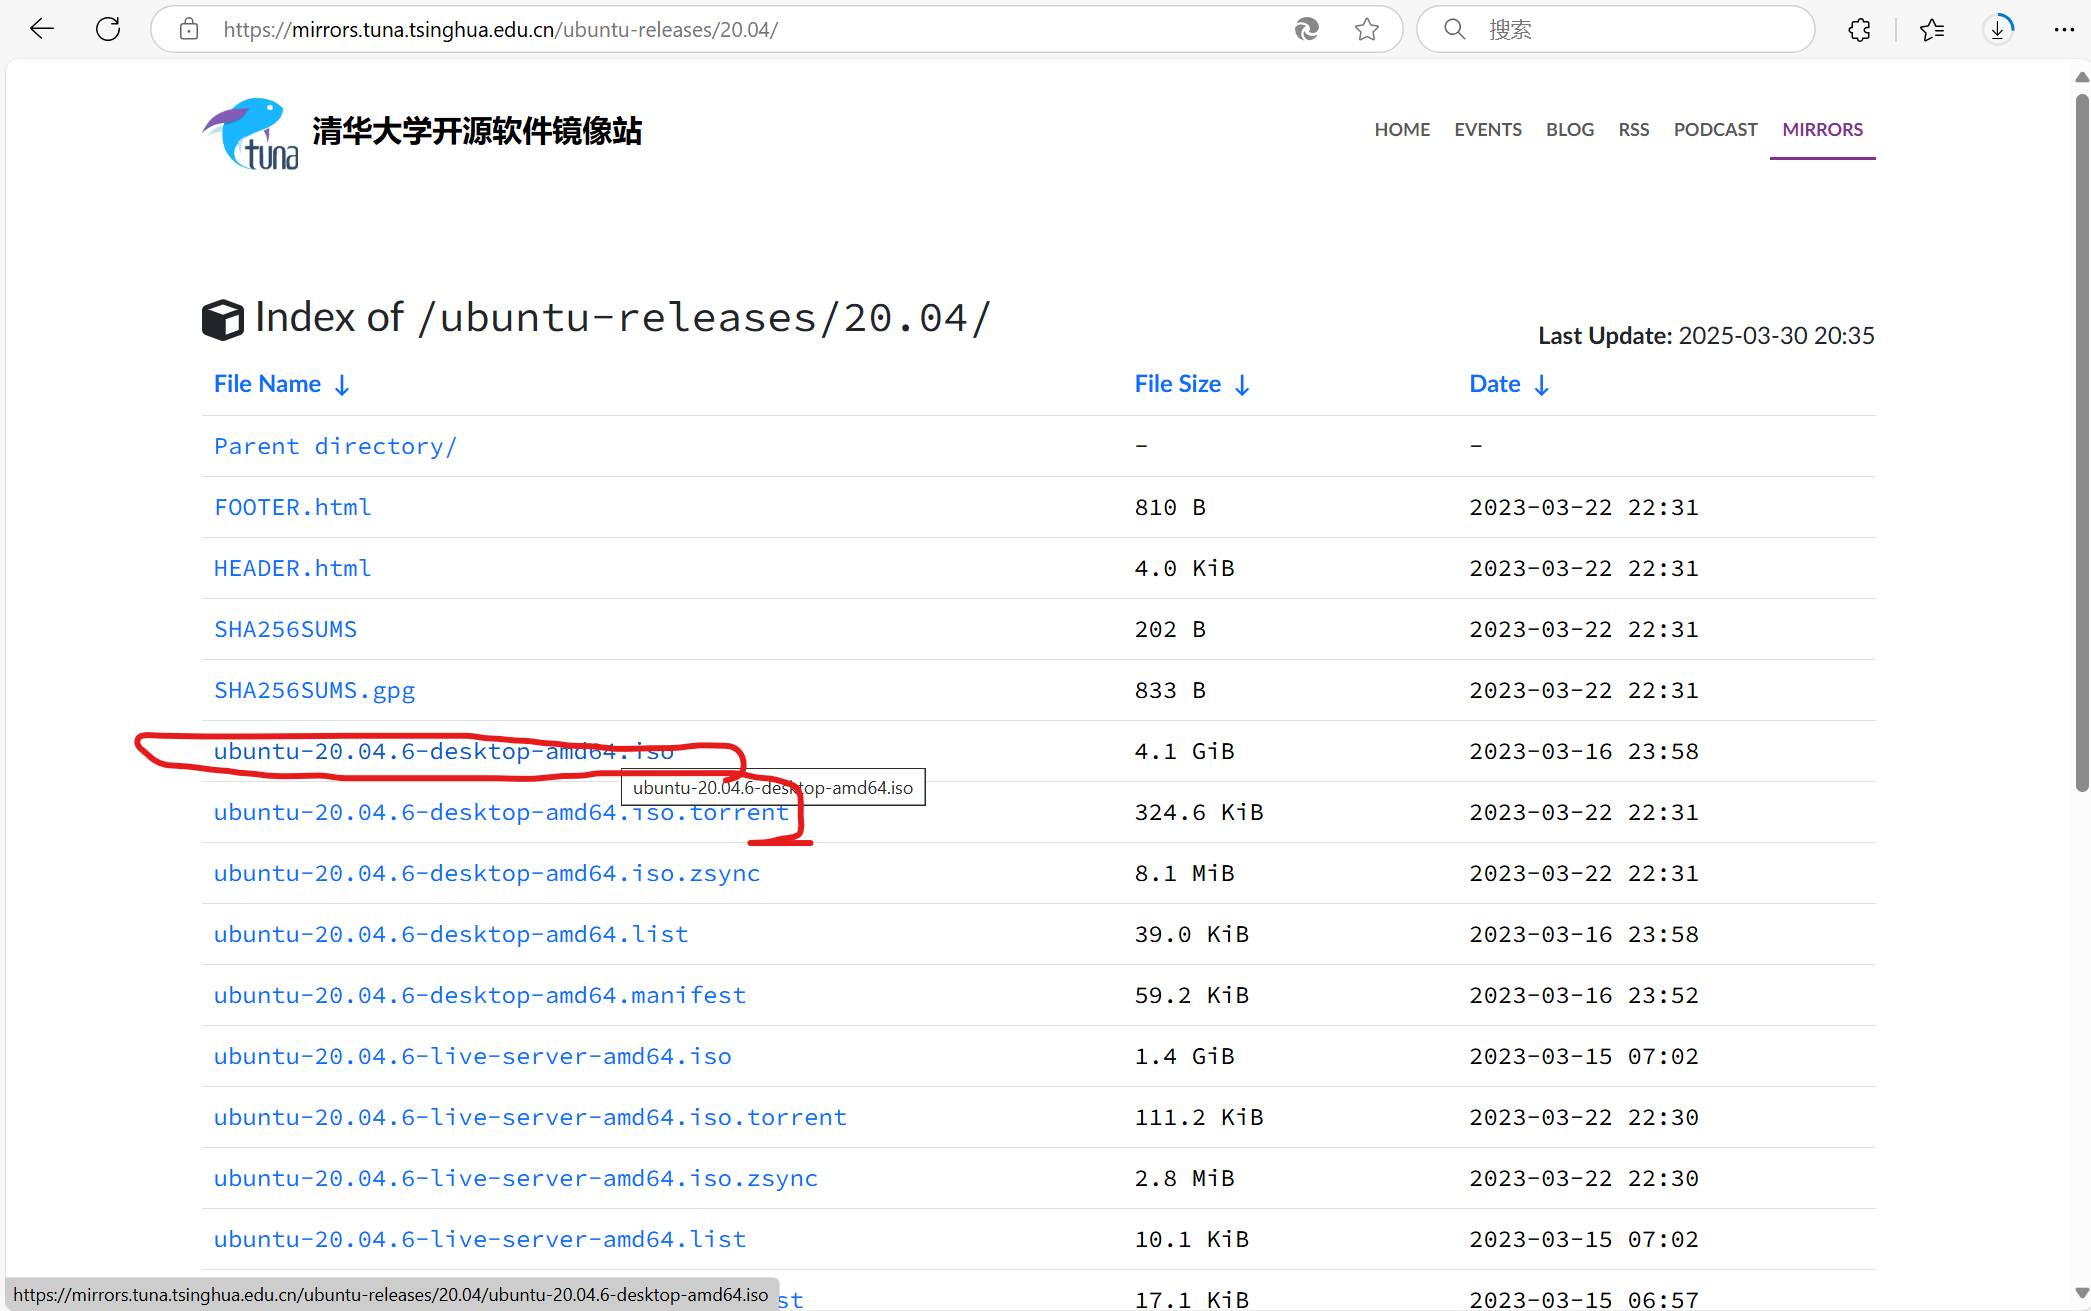 https://mirrors.tuna.tsinghua.edu.cn/ubuntu-releases/20.04/
搜索
tuna
清华大学开源软件镜像站
HOME EVENTS BLOG RSS PODCAST MIRRORS
Index of /ubuntu-releases/20.04/
Last Update: 2025-03-30 20:35
File Name ↓ File Size ↓ Date ↓
Parent directory/ - -
FOOTER.html 810 B 2023-03-22 22:31
HEADER.html 4.0 KiB 2023-03-22 22:31
SHA256SUMS 202 B 2023-03-22 22:31
SHA256SUMS.gpg 833 B 2023-03-22 22:31
ubuntu-20.04.6-desktop-amd64.iso 4.1 GiB 2023-03-16 23:58
ubuntu-20.04.6-desktop-amd64.iso
ubuntu-20.04.6-desktop-amd64.iso.torrent 324.6 KiB 2023-03-22 22:31
ubuntu-20.04.6-desktop-amd64.iso.zsync 8.1 MiB 2023-03-22 22:31
ubuntu-20.04.6-desktop-amd64.list 39.0 KiB 2023-03-16 23:58
ubuntu-20.04.6-desktop-amd64.manifest 59.2 KiB 2023-03-16 23:52
ubuntu-20.04.6-live-server-amd64.iso 1.4 GiB 2023-03-15 07:02
ubuntu-20.04.6-live-server-amd64.iso.torrent 111.2 KiB 2023-03-22 22:30
ubuntu-20.04.6-live-server-amd64.iso.zsync 2.8 MiB 2023-03-22 22:30
ubuntu-20.04.6-live-server-amd64.list 10.1 KiB 2023-03-15 07:02
https://mirrors.tuna.tsinghua.edu.cn/ubuntu-releases/20.04/ubuntu-20.04.6-desktop-amd64.iso
st 17.1 KiB 2023-03-15 06:57